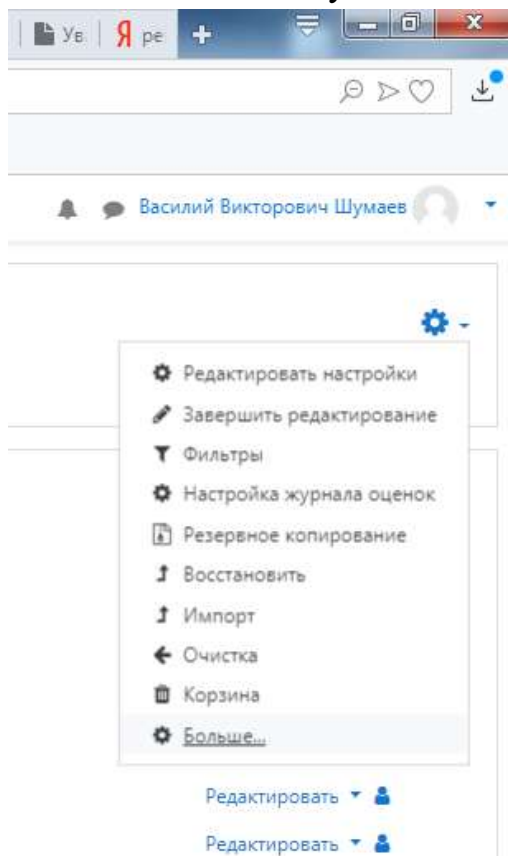 Ув Я ре
Василий Викторович Шумаев
Редактировать настройки
Завершить редактирование
Фильтры
Настройка журнала оценок
Резервное копирование
Восстановить
Импорт
Очистка
Корзина
Больше...
Редактировать
Редактировать